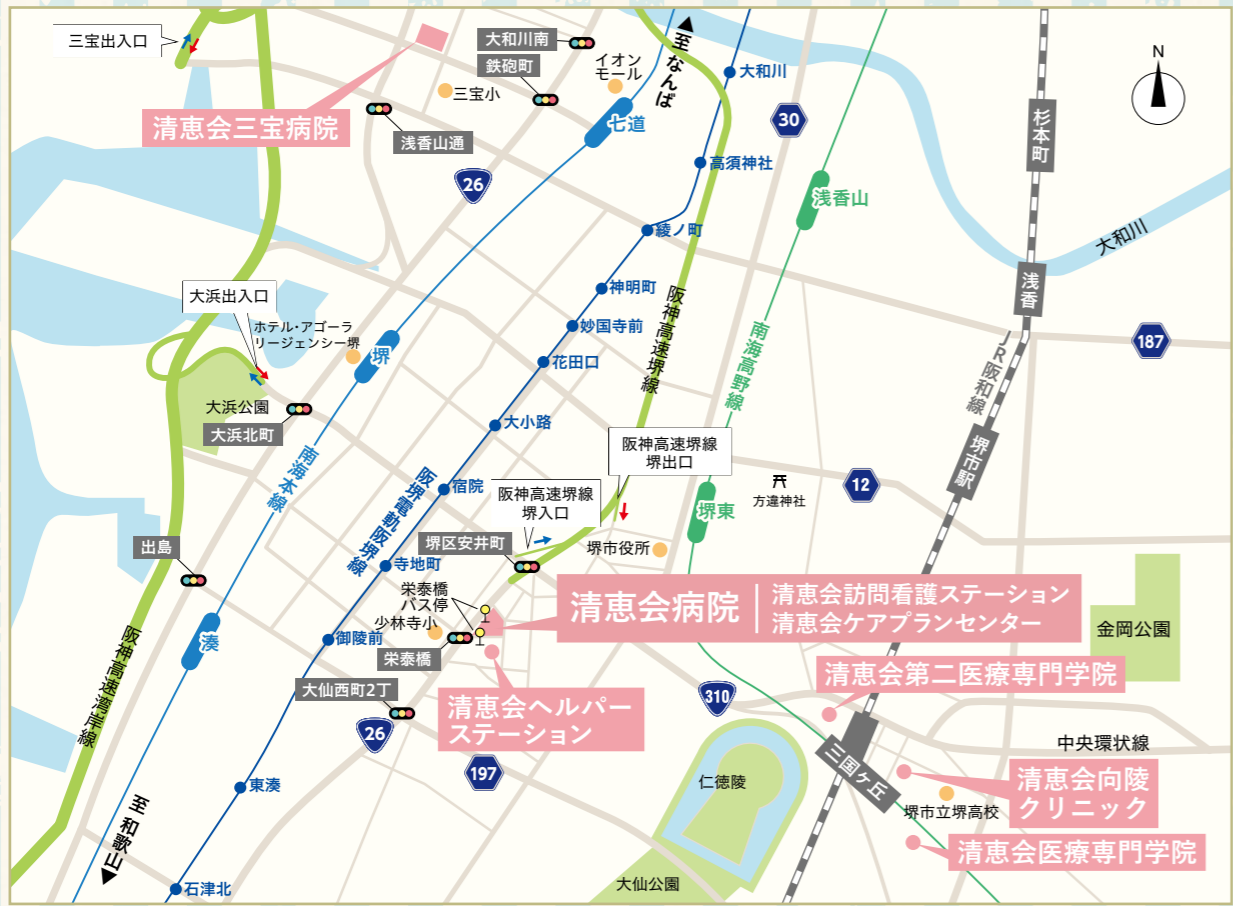 三宝出入口
大和川南
鉄砲町
イオン
モール
三宝小
至なんば
大和川
N
杉本町
清恵会三宝病院
浅香山通
七道
30
高須神社
26
浅香山
綾ノ町
大和川
浅香
神明町
大浜出入口
ホテル・アゴーラ
リージェンシー堺
堺
妙国寺前
阪神高速堺線
南海高野線
JR阪和線
187
花田口
大浜公園
大浜北町
大小路
南海本線
阪堺電軌阪堺線
宿院
阪神高速堺線
堺出口
阪神高速堺線
堺入口
堺市駅
12
方違神社
堺東
出島
堺区安井町
堺市役所
寺地町
栄泰橋
バス停
少林寺小
栄泰橋
清恵会病院
清恵会訪問看護ステーション
清恵会ケアプランセンター
金岡公園
湊
御陵前
阪神高速湾岸線
大仙西町2丁
26
清恵会ヘルパー
ステーション
310
清恵会第二医療専門学院
中央環状線
197
仁徳陵
三国ヶ丘
清恵会向陵
クリニック
東湊
堺市立堺高校
至和歌山
清恵会医療専門学院
石津北
大仙公園